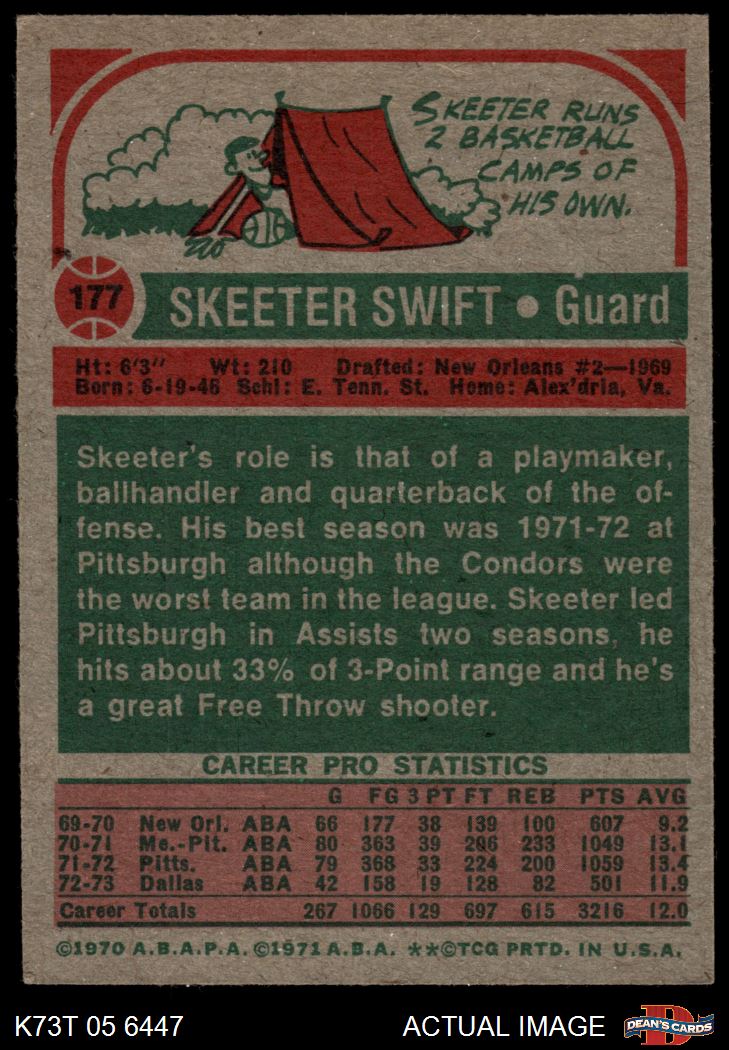 SKEETER RUNS
2 BASKETBALL
CAMPS OF
HIS OWN.
177
SKEETER SWIFT • Guard
Ht: 6'3" Wt: 210 Drafted: New Orleans #2—1969
Born: 6-19-46 Schl: E. Tenn. St. Home: Alex'dria, Va.
Skeeter's role is that of a playmaker,
ballhandler and quarterback of the of-
fense. His best season was 1971-72 at
Pittsburgh although the Condors were
the worst team in the league. Skeeter led
Pittsburgh in Assists two seasons, he
hits about 33% of 3-Point range and he's
a great Free Throw shooter.
CAREER PRO STATISTICS
G FG 3 PT FT REB PTS AVG
69-70 New Orl. ABA 66 177 38 139 100 607 9.2
70-71 Me.-Pit. ABA 80 363 39 206 233 1049 13.1
71-72 Pitts. ABA 79 368 33 224 200 1059 13.4
72-73 Dallas ABA 42 158 19 128 82 501 11.9
Career Totals 267 1066 129 697 615 3216 12.0
©1970 A.B.A.P.A. ©1971 A.B.A. **©TCG PRTD. IN U.S.A.
K73T 05 6447 ACTUAL IMAGE DEAN'S CARDS